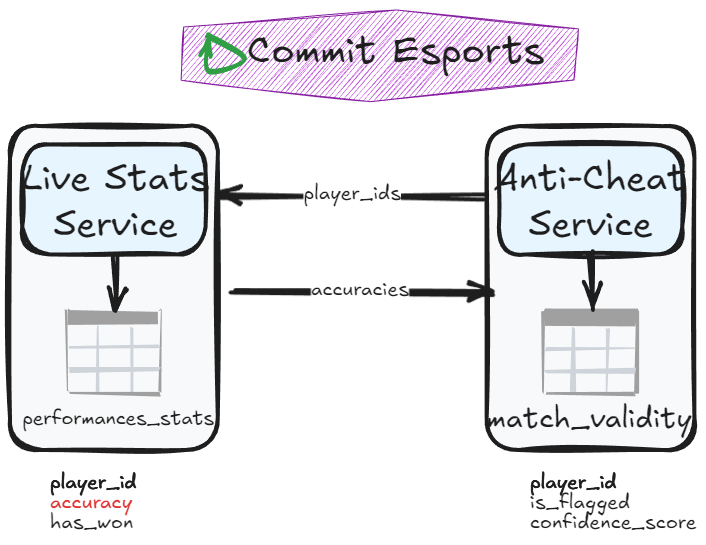 Commit Esports
Live Stats
Service
Anti-Cheat
Service
player_ids
accuracies
performances_stats
match_validity
player_id
accuracy
has_won
player_id
is_flagged
confidence_score